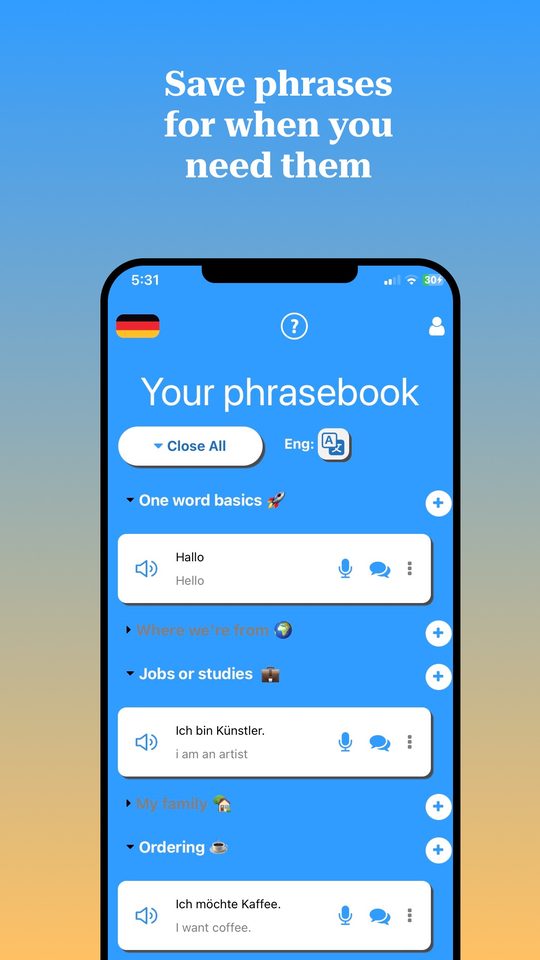 Save phrases
for when you
need them
5:31
30
?
Your phrasebook
Close All
Eng:
A
One word basics
Hallo
Hello
Where we're from
Jobs or studies
Ich bin Künstler.
i am an artist
My family
Ordering
Ich möchte Kaffee.
I want coffee.